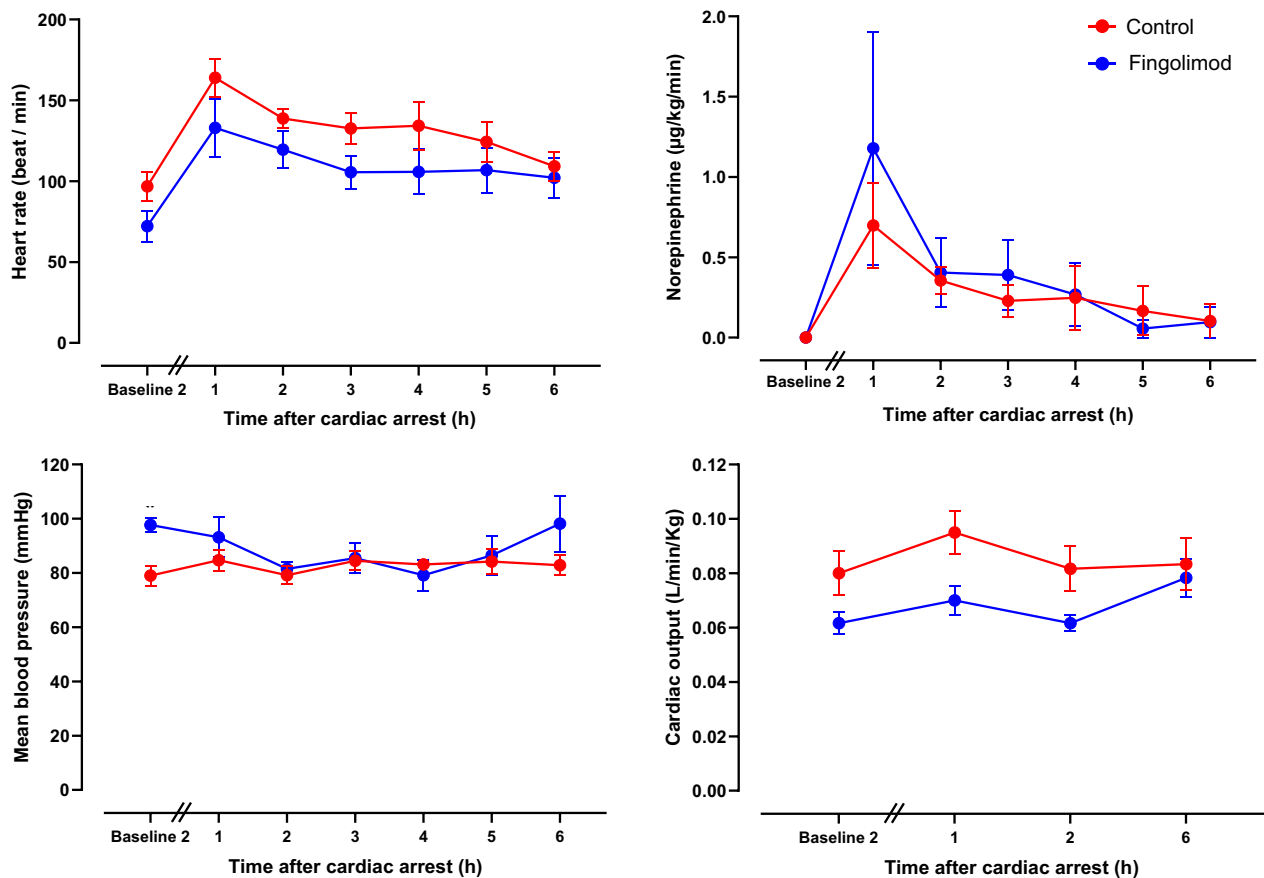 Heart rate (beat / min)
200
150
100
50
0
Baseline 2 1 2 3 4 5 6
Time after cardiac arrest (h)
Norepinephrine (µg/kg/min)
2.0
1.5
1.0
0.5
0.0
Control
Fingolimod
Baseline 2 1 2 3 4 5 6
Time after cardiac arrest (h)
Mean blood pressure (mmHg)
120
100
80
60
40
20
0
Baseline 2 1 2 3 4 5 6
Time after cardiac arrest (h)
Cardiac output (L/min/Kg)
0.12
0.10
0.08
0.06
0.04
0.02
0.00
Baseline 2 1 2 6
Time after cardiac arrest (h)